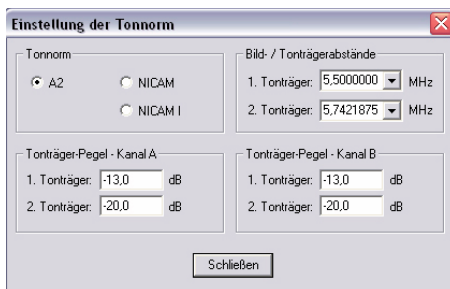 Einstellung der Tonnorm
Tonnorm
A2
NICAM
NICAM I
Bild- / Tonträgerabstände
1. Tonträger: 5,5000000 MHz
2. Tonträger: 5,7421875 MHz
Tonträger-Pegel - Kanal A
1. Tonträger: -13,0 dB
2. Tonträger: -20,0 dB
Tonträger-Pegel - Kanal B
1. Tonträger: -13,0 dB
2. Tonträger: -20,0 dB
Schließen